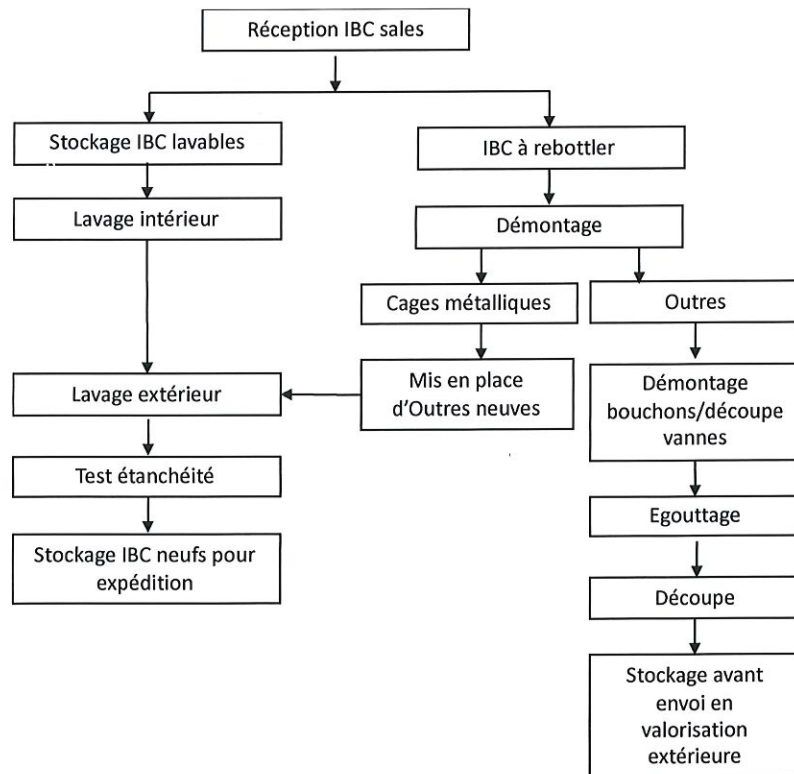 Réception IBC sales
Stockage IBC lavables
IBC à rebottler
Lavage intérieur
Démontage
Cages métalliques
Outres
Lavage extérieur
Mis en place
d'Outres neuves
Démontage
bouchons/découpe
vannes
Test étanchéité
Egouttage
Stockage IBC neufs pour
expédition
Découpe
Stockage avant
envoi en
valorisation
extérieure